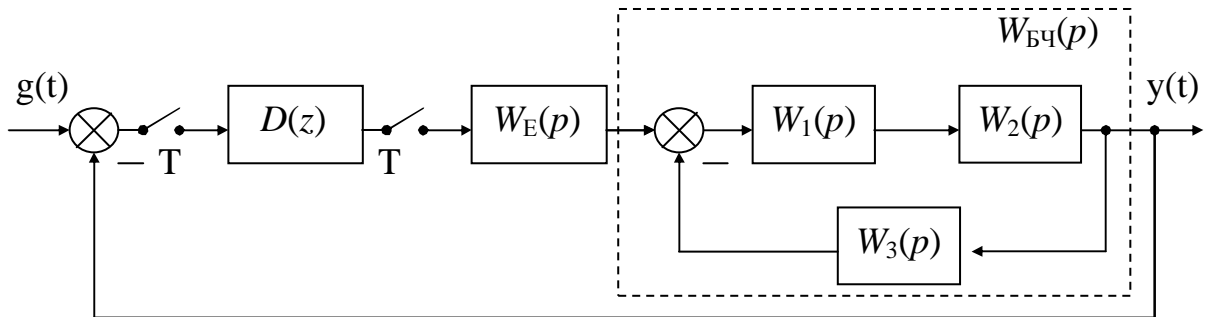 W_БЧ(p)
g(t)
D(z)
W_E(p)
W_1(p)
W_2(p)
y(t)
– T
T
–
W_3(p)